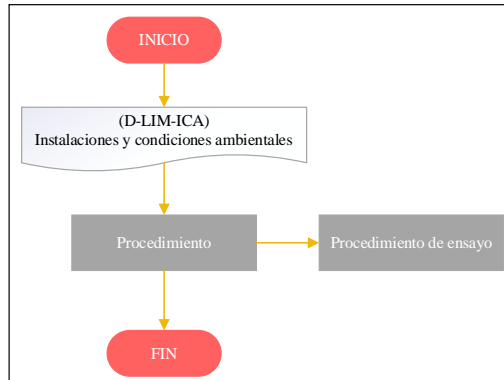 INICIO
(D-LIM-ICA)
Instalaciones y condiciones ambientales
Procedimiento
Procedimiento de ensayo
FIN